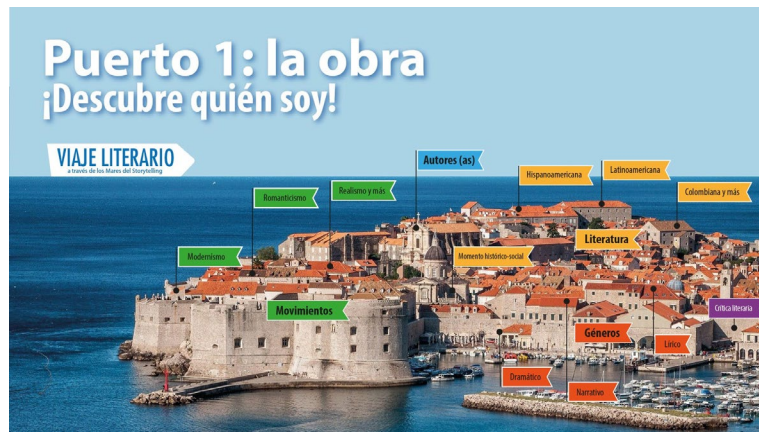 Puerto 1: la obra
¡Descubre quién soy!
VIAJE LITERARIO
a través de los Mares del Storytelling
Autores (as)
Hispanoamericana
Latinoamericana
Colombiana y más
Romanticismo
Realismo y más
Literatura
Modernismo
Momento histórico-social
Movimientos
Crítica literaria
Géneros
Lírico
Dramático
Narrativo